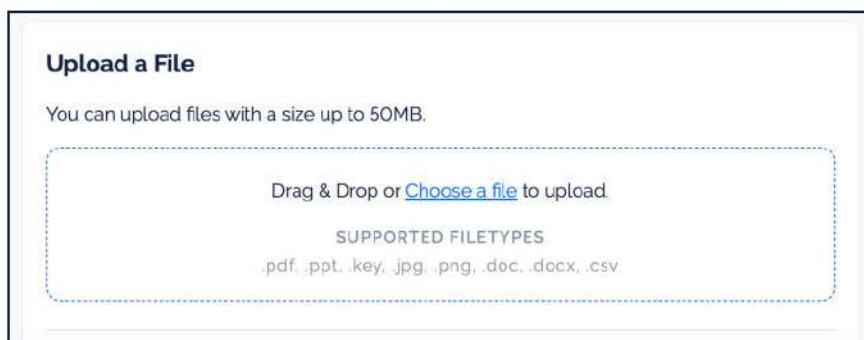 Upload a File
You can upload files with a size up to 50MB.
Drag & Drop or Choose a file to upload.
SUPPORTED FILETYPES
.pdf, .ppt, .key, .jpg, .png, .doc, .docx, .csv